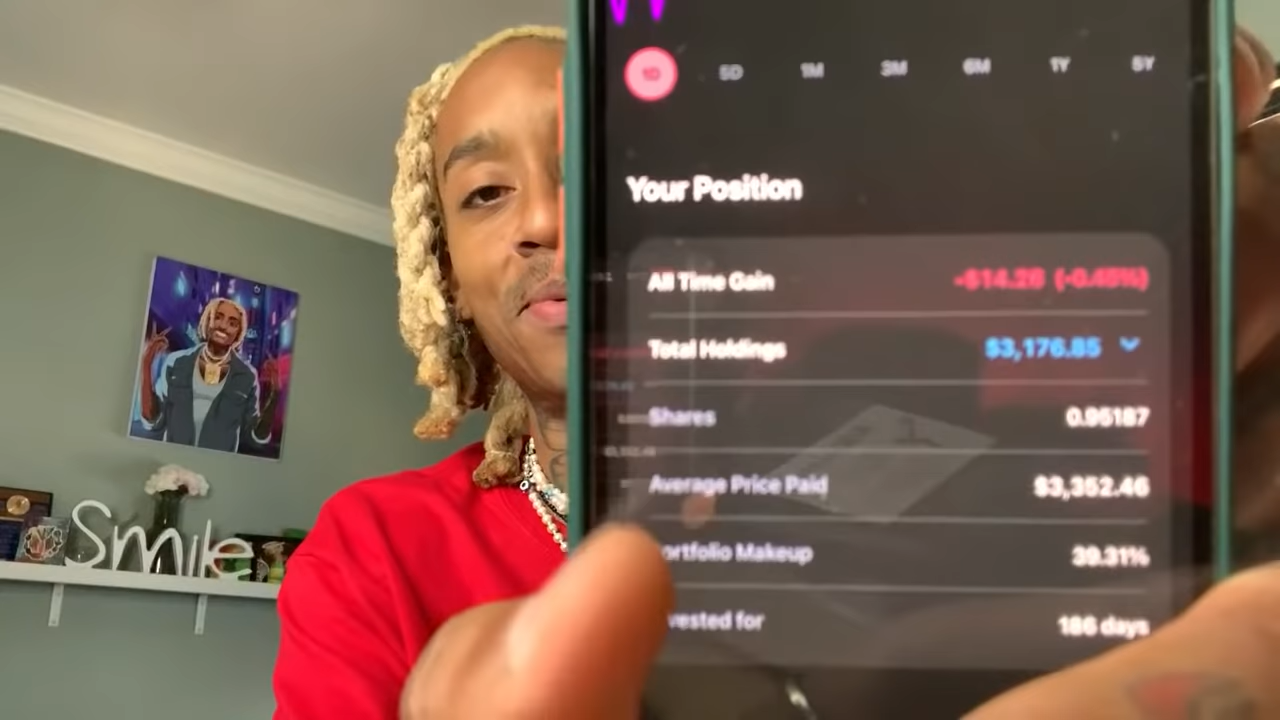 1D 5D 1M 3M 6M 1Y 5Y
Your Position
All Time Gain -$14.26 (-0.45%)
Total Holdings $3,176.85
Shares 0.95187
Average Price Paid $3,352.46
ortfolio Makeup 39.31%
vested for 186 days
Smile